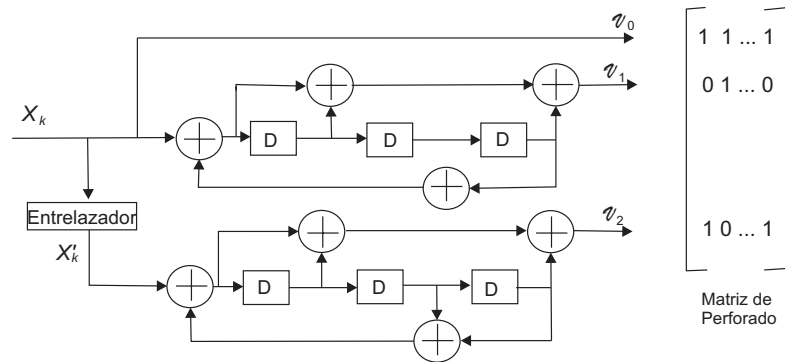 𝓋0
1 1 ... 1
𝓋1
0 1 ... 0
Xk
D
D
D
Entrelazador
X'k
𝓋2
1 0 ... 1
D
D
D
Matriz de
Perforado